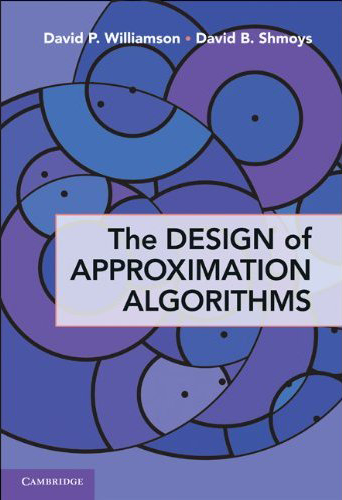 David P. Williamson • David B. Shmoys
The DESIGN of
APPROXIMATION
ALGORITHMS
CAMBRIDGE